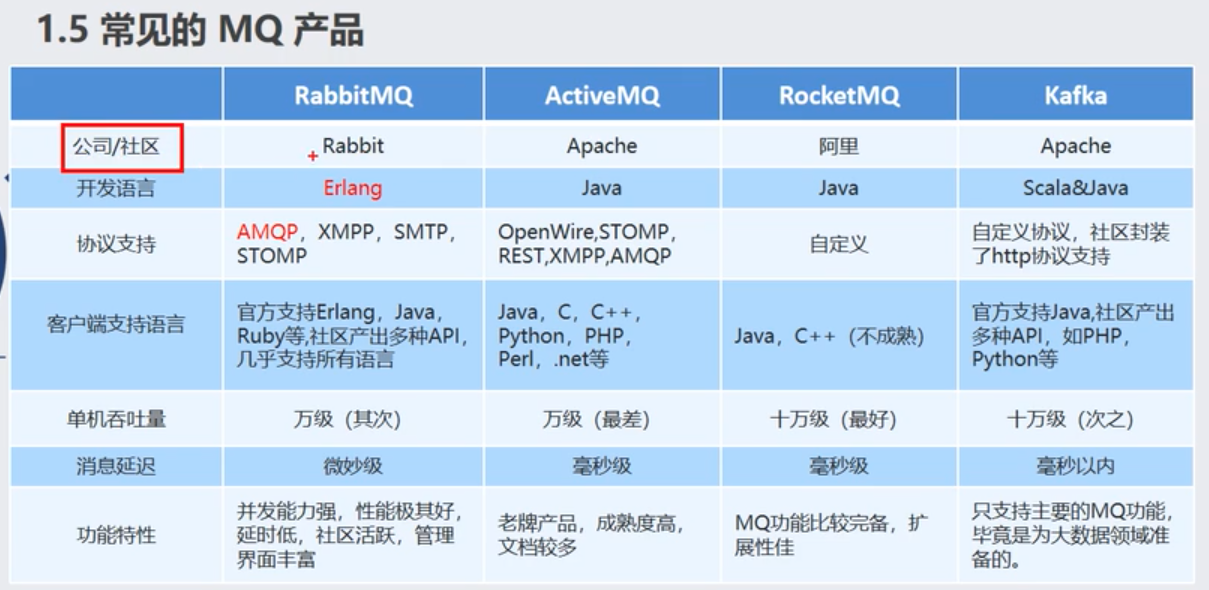 1.5 常见的 MQ 产品
RabbitMQ ActiveMQ RocketMQ Kafka
公司/社区 Rabbit Apache 阿里 Apache
开发语言 Erlang Java Java Scala&Java
协议支持
AMQP，XMPP，SMTP，
STOMP
OpenWire,STOMP，
REST,XMPP,AMQP
自定义
自定义协议，社区封装
了http协议支持
客户端支持语言
官方支持Erlang，Java，
Ruby等,社区产出多种API，
几乎支持所有语言
Java，C，C++，
Python，PHP，
Perl，.net等
Java，C++（不成熟）
官方支持Java,社区产出
多种API，如PHP，
Python等
单机吞吐量 万级（其次） 万级（最差） 十万级（最好） 十万级（次之）
消息延迟 微妙级 毫秒级 毫秒级 毫秒以内
功能特性
并发能力强，性能极其好，
延时低，社区活跃，管理
界面丰富
老牌产品，成熟度高，
文档较多
MQ功能比较完备，扩
展性佳
只支持主要的MQ功能，
毕竟是为大数据领域准
备的。